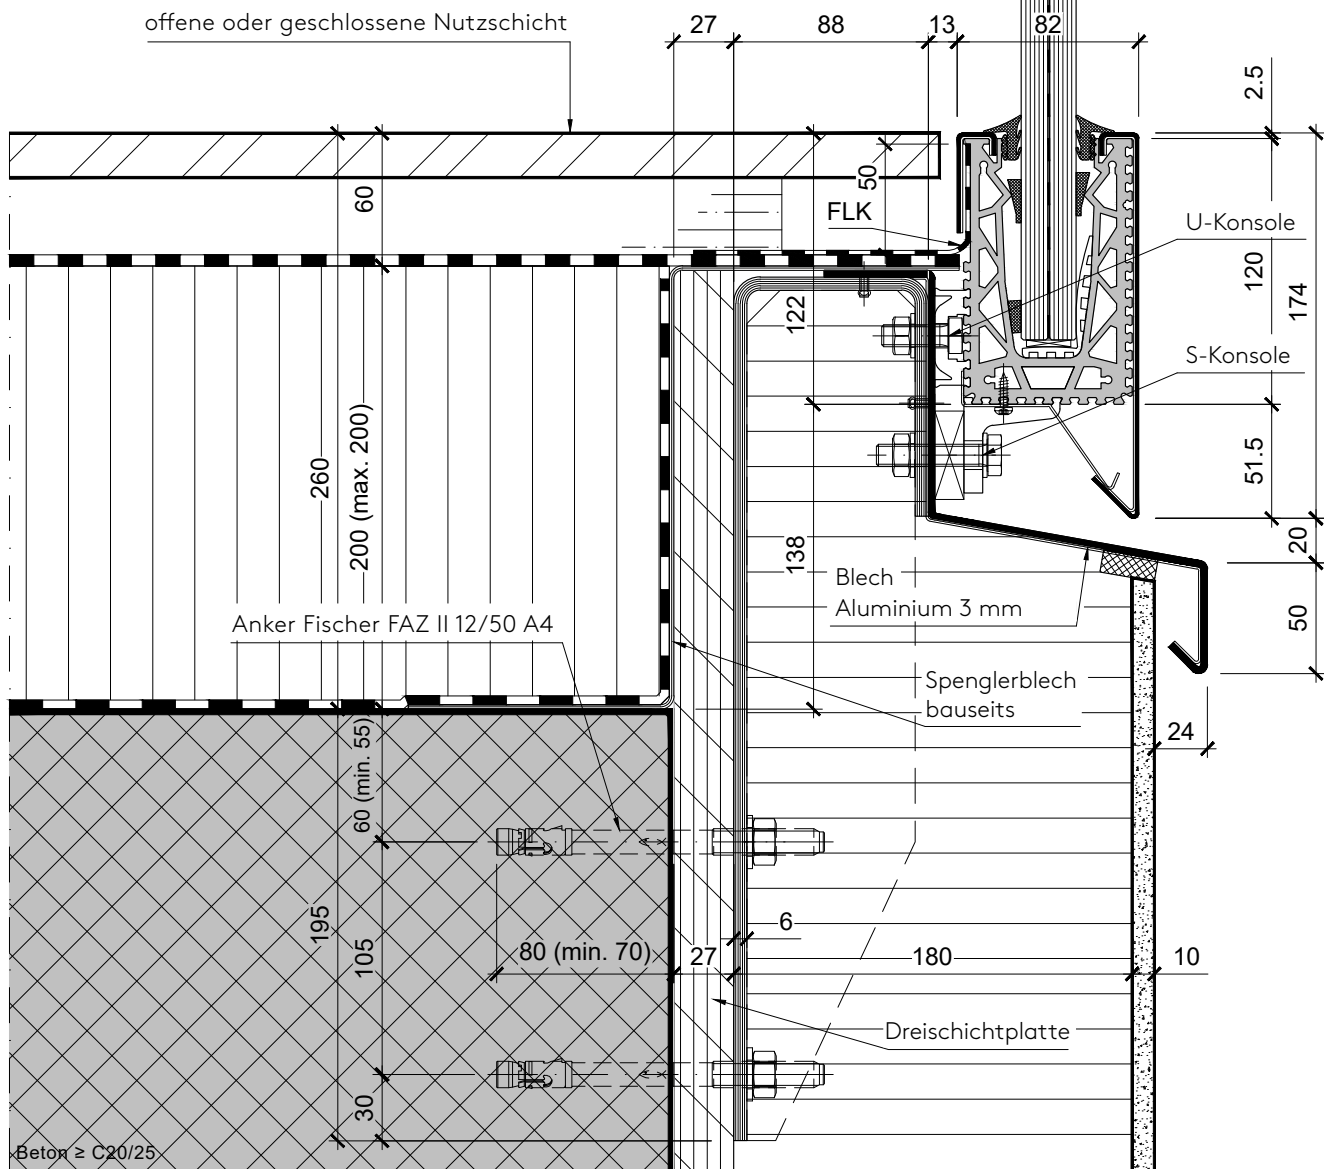 offene oder geschlossene Nutzschicht
27
88
13
82
2.5
60
50
FLK
U-Konsole
120
174
122
S-Konsole
260
200 (max. 200)
51.5
138
20
Blech
Aluminium 3 mm
50
Anker Fischer FAZ II 12/50 A4
Spenglerblech
bauseits
24
60 (min. 55)
195
105
6
80 (min. 70)
27
180
10
Dreischichtplatte
30
Beton ≥ C20/25